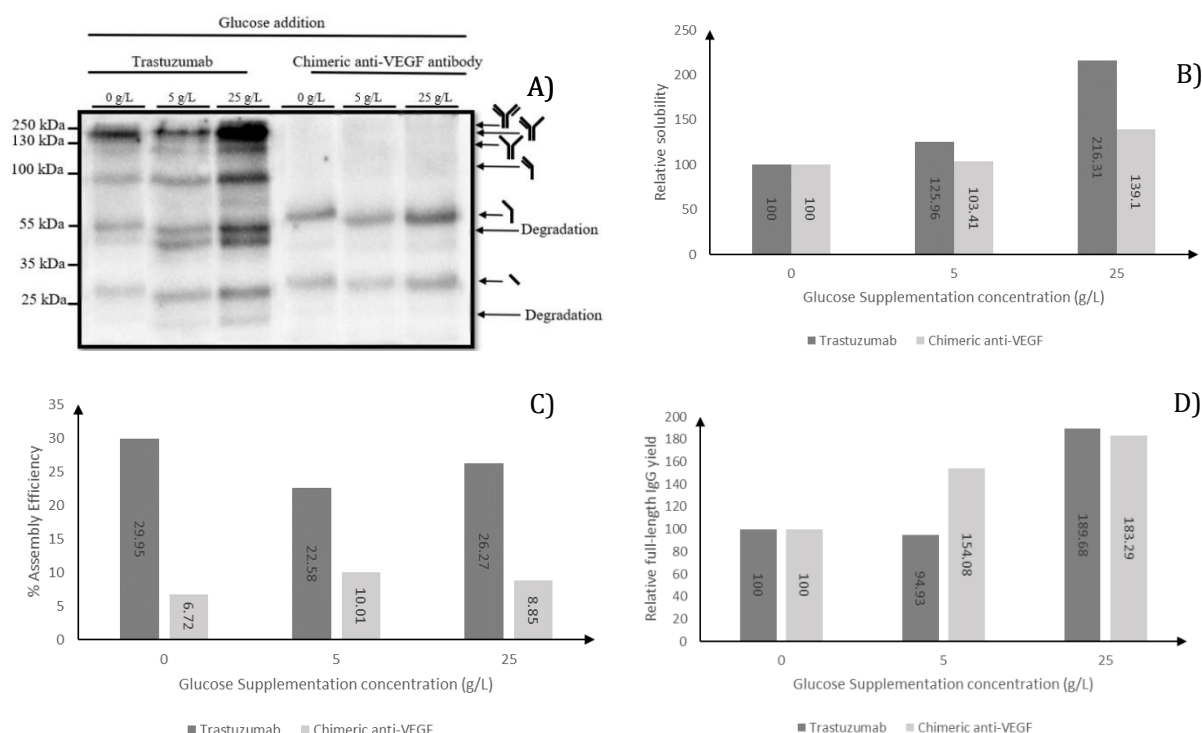 Glucose addition
Trastuzumab Chimeric anti-VEGF antibody
0 g/L 5 g/L 25 g/L 0 g/L 5 g/L 25 g/L
A)
250 kDa
130 kDa
100 kDa
55 kDa
35 kDa
25 kDa
Degradation
Degradation
B)
Relative solubility
250
200
150
100
50
0
100 100 125.96 103.41 216.31 139.1
0 5 25
Glucose Supplementation concentration (g/L)
Trastuzumab Chimeric anti-VEGF
C)
% Assembly Efficiency
35
30
25
20
15
10
5
0
29.95 6.72 22.58 10.01 26.27 8.85
0 5 25
Glucose Supplementation concentration (g/L)
Trastuzumab Chimeric anti-VEGF
D)
Relative full-length IgG yield
200
180
160
140
120
100
80
60
40
20
0
100 100 94.93 154.08 189.68 183.29
0 5 25
Glucose Supplementation concentration (g/L)
Trastuzumab Chimeric anti-VEGF